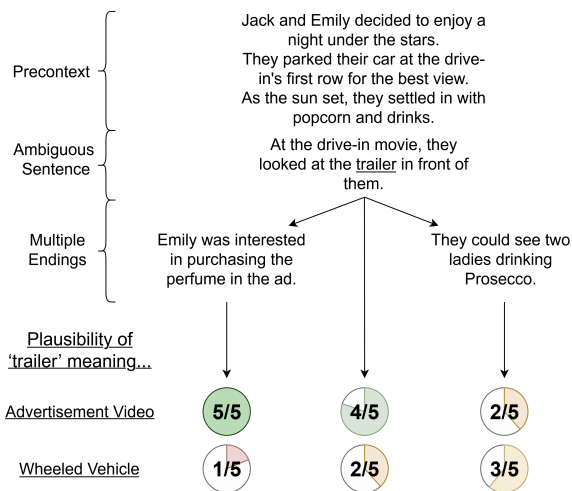 Precontext
Jack and Emily decided to enjoy a
night under the stars.
They parked their car at the drive-
in's first row for the best view.
As the sun set, they settled in with
popcorn and drinks.
Ambiguous
Sentence
At the drive-in movie, they
looked at the trailer in front of
them.
Multiple
Endings
Emily was interested
in purchasing the
perfume in the ad.
They could see two
ladies drinking
Prosecco.
Plausibility of
'trailer' meaning...
Advertisement Video
5/5
4/5
2/5
Wheeled Vehicle
1/5
2/5
3/5